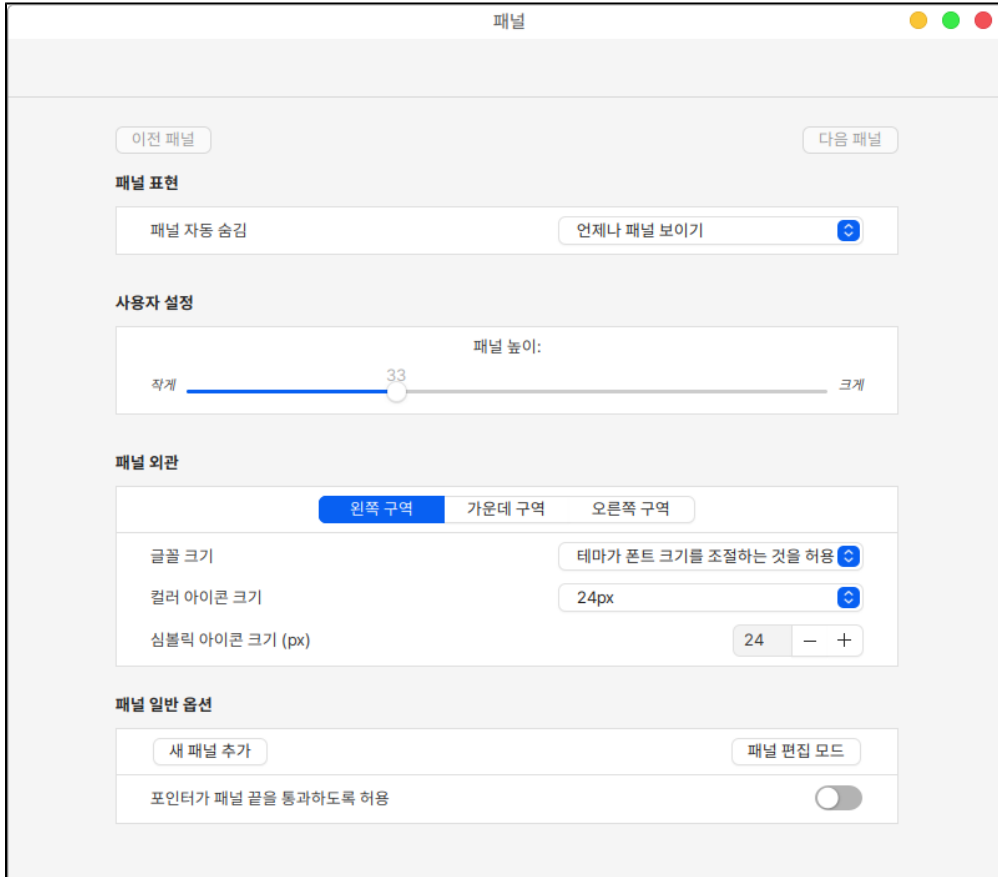 패널
이전 패널
다음 패널
패널 표현
패널 자동 숨김
언제나 패널 보이기
사용자 설정
패널 높이:
33
작게
크게
패널 외관
왼쪽 구역
가운데 구역
오른쪽 구역
글꼴 크기
테마가 폰트 크기를 조절하는 것을 허용
컬러 아이콘 크기
24px
심볼릭 아이콘 크기 (px)
24
패널 일반 옵션
새 패널 추가
패널 편집 모드
포인터가 패널 끝을 통과하도록 허용